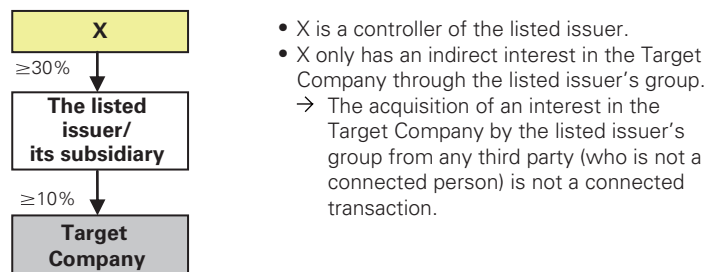 X
≥30%
The listed
issuer/
its subsidiary
≥10%
Target
Company
• X is a controller of the listed issuer.
• X only has an indirect interest in the Target
Company through the listed issuer’s group.
→ The acquisition of an interest in the
Target Company by the listed issuer’s
group from any third party (who is not a
connected person) is not a connected
transaction.